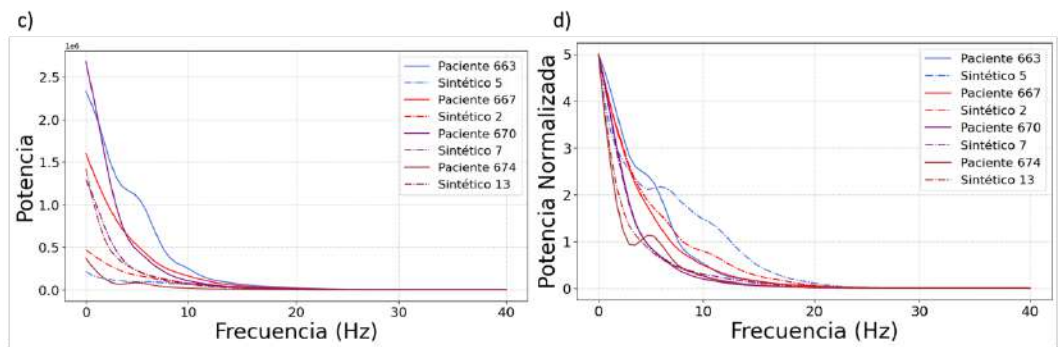 c)
d)
1e6
Potencia
2.5
2.0
1.5
1.0
0.5
0.0
0
10
20
30
40
Frecuencia (Hz)
Paciente 663
Sintético 5
Paciente 667
Sintético 2
Paciente 670
Sintético 7
Paciente 674
Sintético 13
Potencia Normalizada
5
4
3
2
1
0
0
10
20
30
40
Frecuencia (Hz)
Paciente 663
Sintético 5
Paciente 667
Sintético 2
Paciente 670
Sintético 7
Paciente 674
Sintético 13